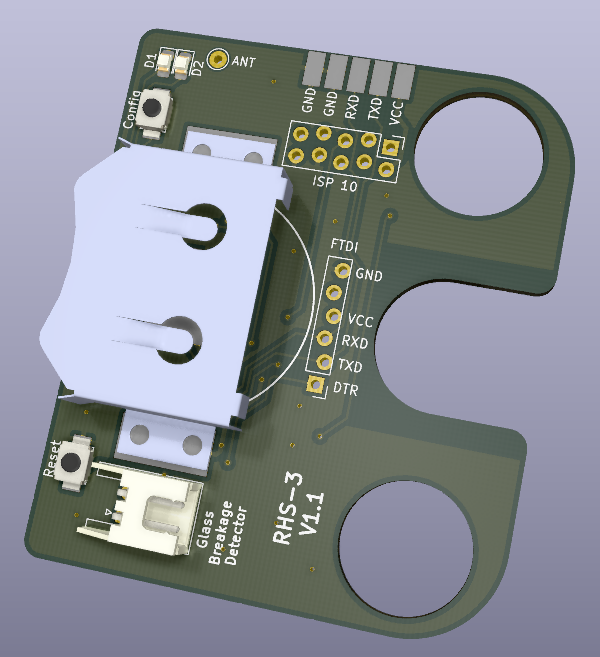 D1
D2
ANT
Config
GND
GND
RXD
TXD
VCC
ISP 10
FTDI
GND
VCC
RXD
TXD
DTR
Reset
Glass
Breakage
Detector
RHS-3
V1.1